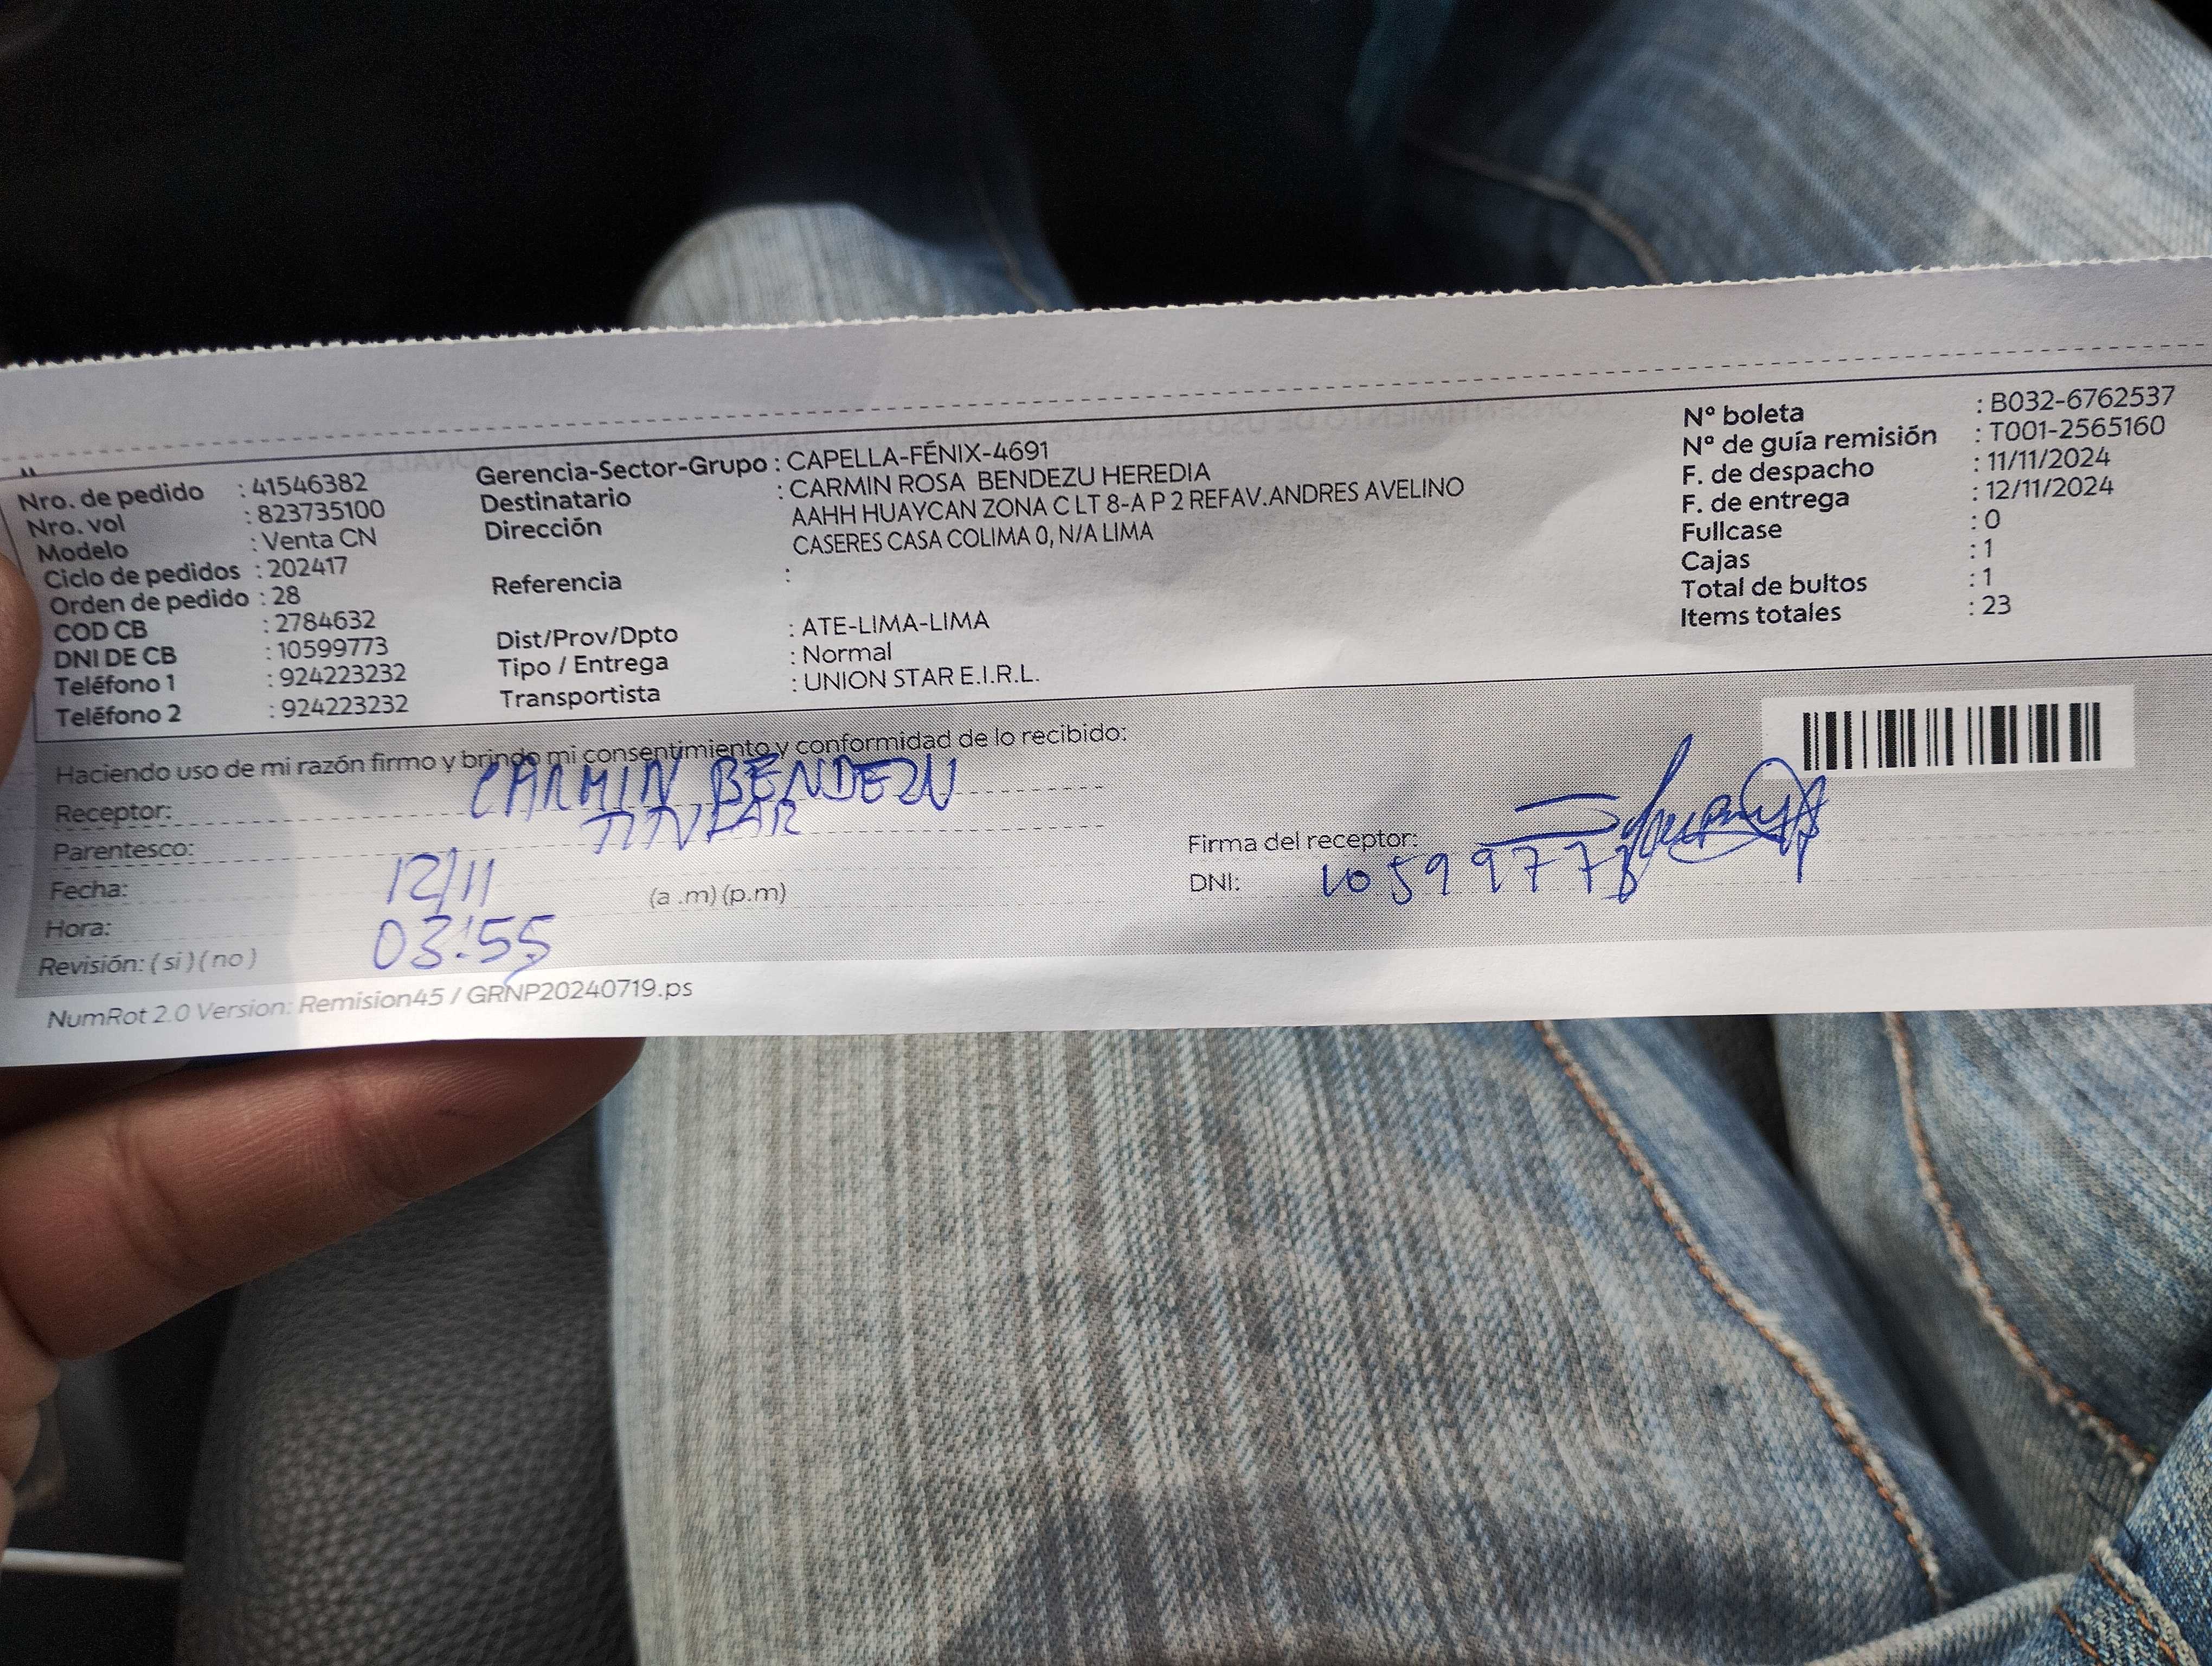 Nro. de pedido : 41546382
Nro. vol : 823735100
Modelo : Venta CN
Ciclo de pedidos : 202417
Orden de pedido : 28
COD CB : 2784632
DNI DE CB : 10599773
Teléfono 1 : 924223232
Teléfono 2 : 924223232
Gerencia-Sector-Grupo : CAPELLA-FÉNIX-4691
Destinatario : CARMIN ROSA BENDEZU HEREDIA
Dirección AAHH HUAYCAN ZONA C LT 8-A P 2 REFAV.ANDRES AVELINO
CASERES CASA COLIMA 0, N/A LIMA
Referencia :
Dist/Prov/Dpto : ATE-LIMA-LIMA
Tipo / Entrega : Normal
Transportista : UNION STAR E.I.R.L.
Nº boleta : B032-6762537
Nº de guía remisión : T001-2565160
F. de despacho : 11/11/2024
F. de entrega : 12/11/2024
Fullcase : 0
Cajas : 1
Total de bultos : 1
Items totales : 23
Haciendo uso de mi razón firmo y brindo mi consentimiento y conformidad de lo recibido:
Receptor: CARMIN BENDEZU
Parentesco: TITULAR
Fecha: 12/11
Hora: 03:55 (a .m) (p.m)
Revisión: ( si ) ( no )
Firma del receptor:
DNI: 10599773
NumRot 2.0 Version: Remision45 / GRNP20240719.ps